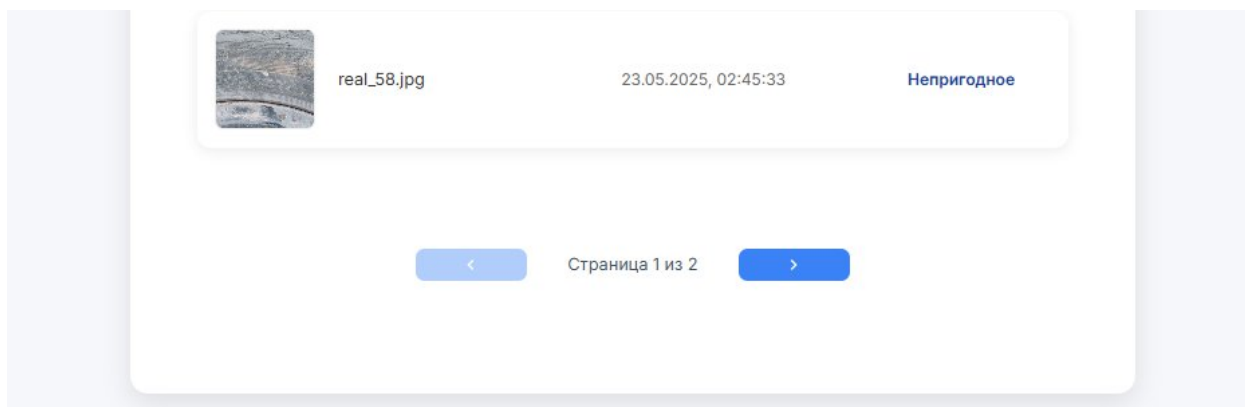 real_58.jpg 23.05.2025, 02:45:33 Непригодное
Страница 1 из 2